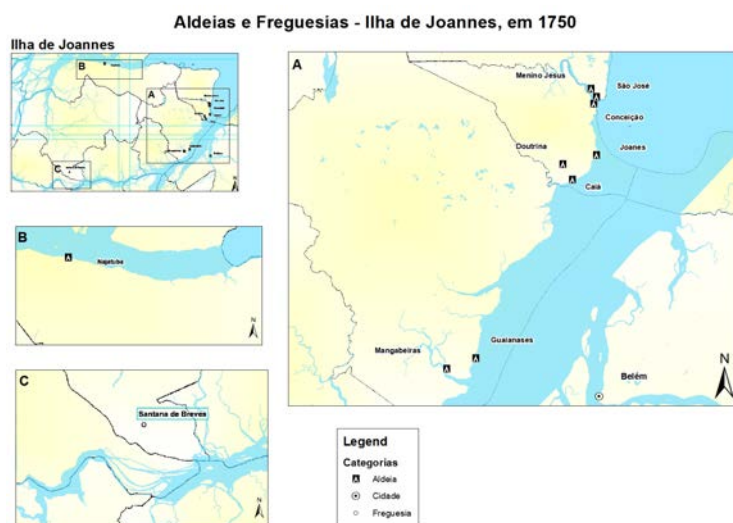 Aldeias e Freguesias - Ilha de Joannes, em 1750
Ilha de Joannes
B
A
C
A
Menino Jesus
São José
Conceição
Doutrina
Joanes
Caia
Guaianases
Mangabeiras
Belém
N
B
Najatuba
N
C
Santana de Breves
N
Legend
Categorias
A Aldeia
Cidade
Freguesia